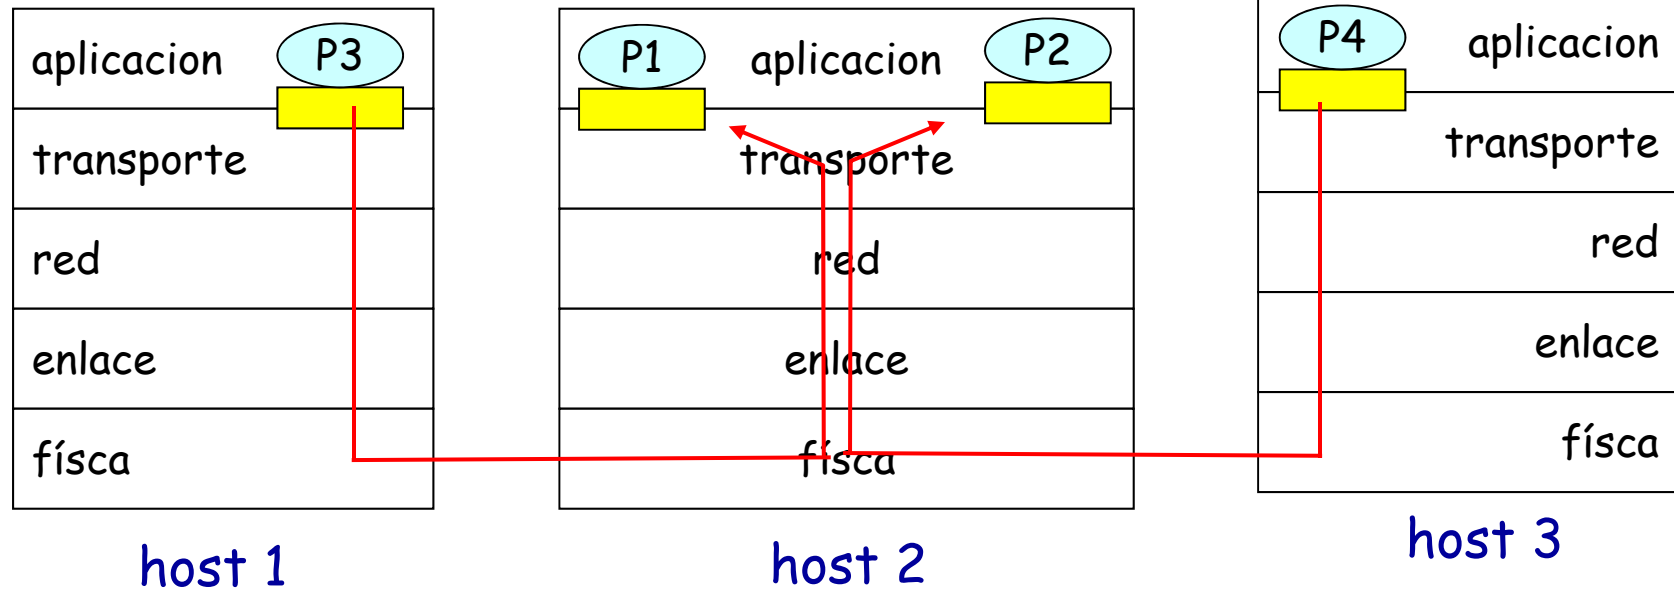 aplicacion
P3
transporte
red
enlace
físca
host 1
P1
aplicacion
P2
transporte
red
enlace
físca
host 2
P4
aplicacion
transporte
red
enlace
físca
host 3